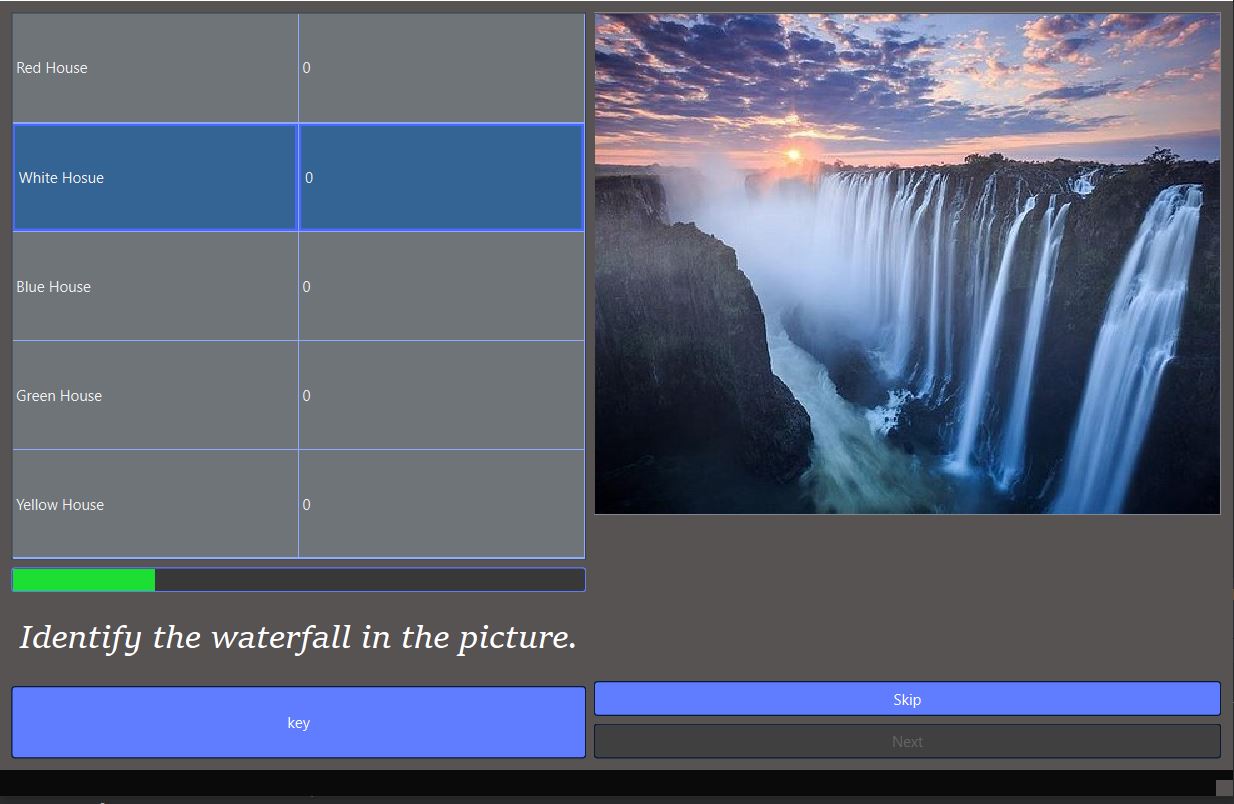 Red House 0
White Hosue 0
Blue House 0
Green House 0
Yellow House 0
Identify the waterfall in the picture.
key
Skip
Next